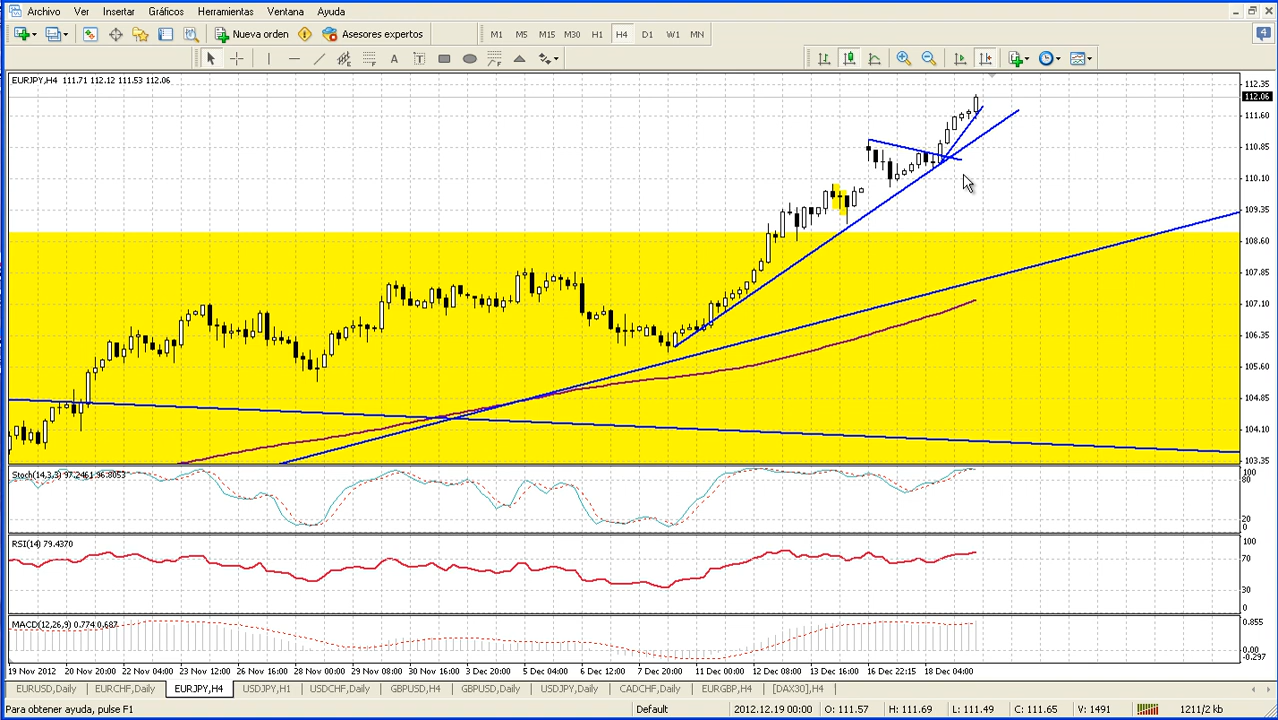 Archivo Ver Insertar Gráficos Herramientas Ventana Ayuda
Nueva orden Asesores expertos M1 M5 M15 M30 H1 H4 D1 W1 MN 4
A T
EURJPY,H4 111.71 112.12 111.53 112.06
112.35
112.06
111.60
110.85
110.10
109.35
108.60
107.85
107.10
106.35
105.60
104.85
104.10
103.35
Stoch(14,3,3) 97.2461 96.8053
100
80
20
0
RSI(14) 79.4370
100
70
30
0
MACD(12,26,9) 0.774 0.687
0.855
0.00
-0.297
19 Nov 2012 20 Nov 20:00 22 Nov 04:00 23 Nov 12:00 26 Nov 16:00 28 Nov 00:00 29 Nov 08:00 30 Nov 16:00 3 Dec 20:00 5 Dec 04:00 6 Dec 12:00 7 Dec 20:00 11 Dec 00:00 12 Dec 08:00 13 Dec 16:00 16 Dec 22:15 18 Dec 04:00
EURUSD,Daily EURCHF,Daily EURJPY,H4 USDJPY,H1 USDCHF,Daily GBPUSD,H4 GBPUSD,Daily USDJPY,Daily CADCHF,Daily EURGBP,H4 [DAX30],H4
Para obtener ayuda, pulse F1 Default 2012.12.19 00:00 O: 111.57 H: 111.69 L: 111.49 C: 111.65 V: 1491 1211/2 kb